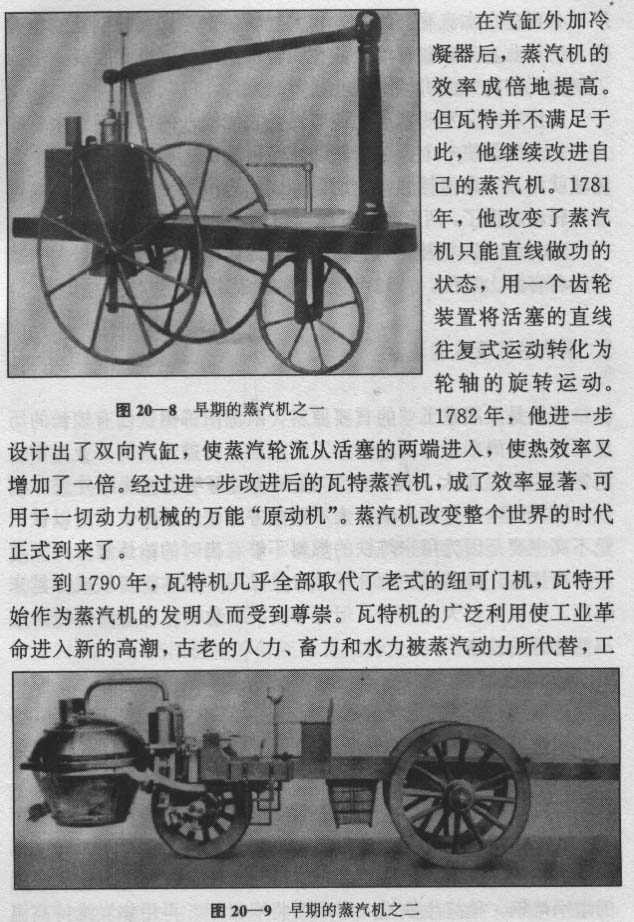 在汽缸外加冷
凝器后，蒸汽机的
效率成倍地提高。
但瓦特并不满足于
此，他继续改进自
己的蒸汽机。1781
年，他改变了蒸汽
机只能直线做功的
状态，用一个齿轮
装置将活塞的直线
往复式运动转化为
轮轴的旋转运动。
1782年，他进一步
图20—8 早期的蒸汽机之一
设计出了双向汽缸，使蒸汽轮流从活塞的两端进入，使热效率又
增加了一倍。经过进一步改进后的瓦特蒸汽机，成了效率显著、可
用于一切动力机械的万能“原动机”。蒸汽机改变整个世界的时代
正式到来了。
到1790年，瓦特机几乎全部取代了老式的纽可门机，瓦特开
始作为蒸汽机的发明人而受到尊崇。瓦特机的广泛利用使工业革
命进入新的高潮，古老的人力、畜力和水力被蒸汽动力所代替，工
图20—9 早期的蒸汽机之二